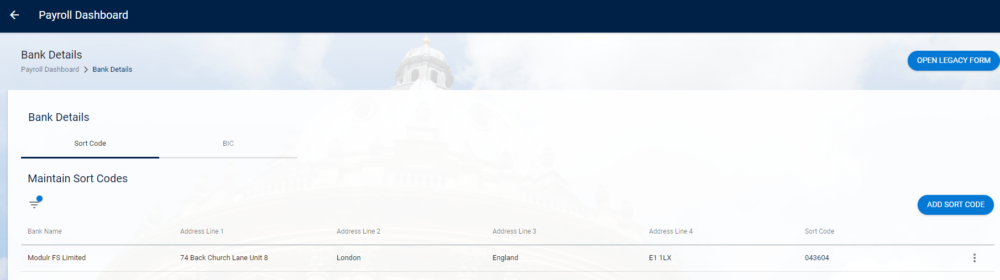 Payroll Dashboard
Bank Details
Payroll Dashboard > Bank Details
OPEN LEGACY FORM
Bank Details
Sort Code BIC
Maintain Sort Codes
ADD SORT CODE
Bank Name Address Line 1 Address Line 2 Address Line 3 Address Line 4 Sort Code
Modulr FS Limited 74 Back Church Lane Unit 8 London England E1 1LX 043604